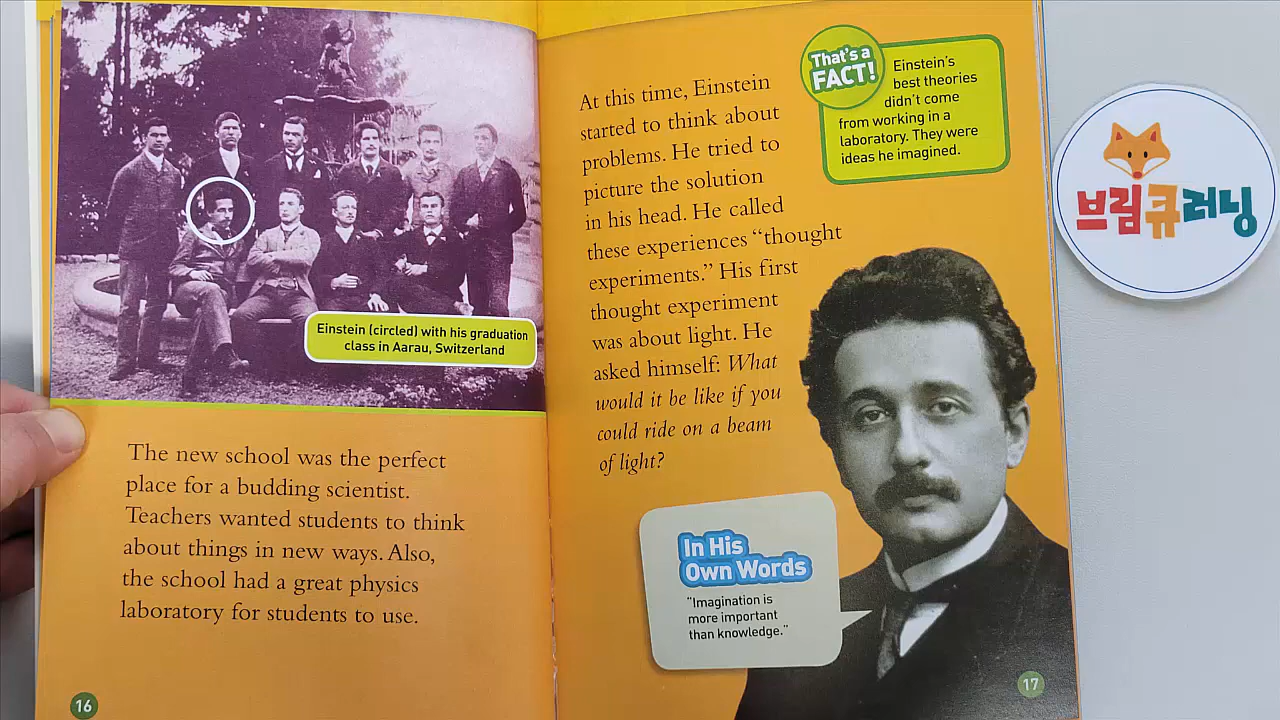 Einstein (circled) with his graduation
class in Aarau, Switzerland
The new school was the perfect
place for a budding scientist.
Teachers wanted students to think
about things in new ways. Also,
the school had a great physics
laboratory for students to use.
16
At this time, Einstein
started to think about
problems. He tried to
picture the solution
in his head. He called
these experiences “thought
experiments.” His first
thought experiment
was about light. He
asked himself: What
would it be like if you
could ride on a beam
of light?
That's a
FACT!
Einstein's
best theories
didn't come
from working in a
laboratory. They were
ideas he imagined.
In His
Own Words
"Imagination is
more important
than knowledge."
17
브림큐러닝